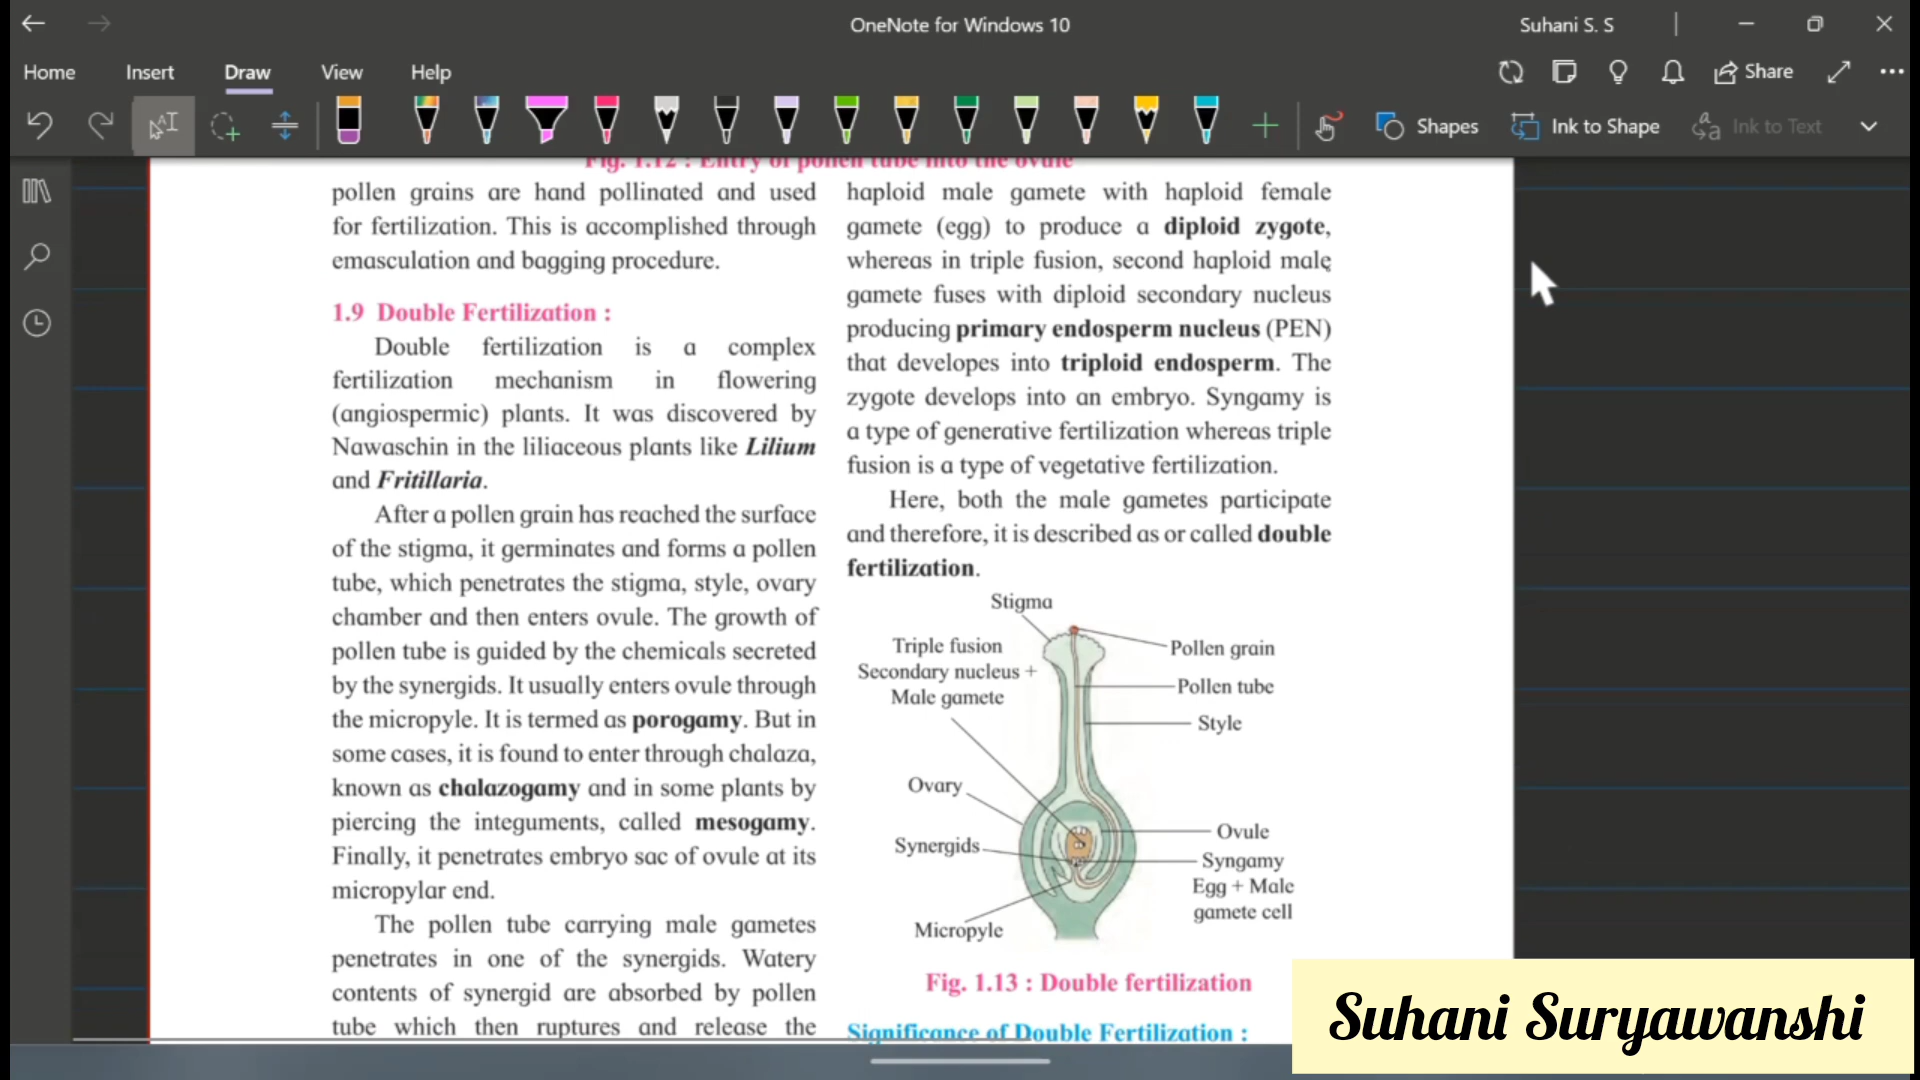 OneNote for Windows 10
Suhani S. S
Home Insert Draw View Help
Share
Shapes
Ink to Shape
Ink to Text
Fig. 1.12 : Entry of pollen tube into the ovule
pollen grains are hand pollinated and used
for fertilization. This is accomplished through
emasculation and bagging procedure.
1.9 Double Fertilization :
Double fertilization is a complex
fertilization mechanism in flowering
(angiospermic) plants. It was discovered by
Nawaschin in the liliaceous plants like Lilium
and Fritillaria.
After a pollen grain has reached the surface
of the stigma, it germinates and forms a pollen
tube, which penetrates the stigma, style, ovary
chamber and then enters ovule. The growth of
pollen tube is guided by the chemicals secreted
by the synergids. It usually enters ovule through
the micropyle. It is termed as porogamy. But in
some cases, it is found to enter through chalaza,
known as chalazogamy and in some plants by
piercing the integuments, called mesogamy.
Finally, it penetrates embryo sac of ovule at its
micropylar end.
The pollen tube carrying male gametes
penetrates in one of the synergids. Watery
contents of synergid are absorbed by pollen
tube which then ruptures and release the
haploid male gamete with haploid female
gamete (egg) to produce a diploid zygote,
whereas in triple fusion, second haploid male
gamete fuses with diploid secondary nucleus
producing primary endosperm nucleus (PEN)
that developes into triploid endosperm. The
zygote develops into an embryo. Syngamy is
a type of generative fertilization whereas triple
fusion is a type of vegetative fertilization.
Here, both the male gametes participate
and therefore, it is described as or called double
fertilization.
Stigma
Triple fusion
Secondary nucleus +
Male gamete
Pollen grain
Pollen tube
Style
Ovary
Synergids
Micropyle
Ovule
Syngamy
Egg + Male
gamete cell
Fig. 1.13 : Double fertilization
Significance of Double Fertilization :
Suhani Suryawanshi